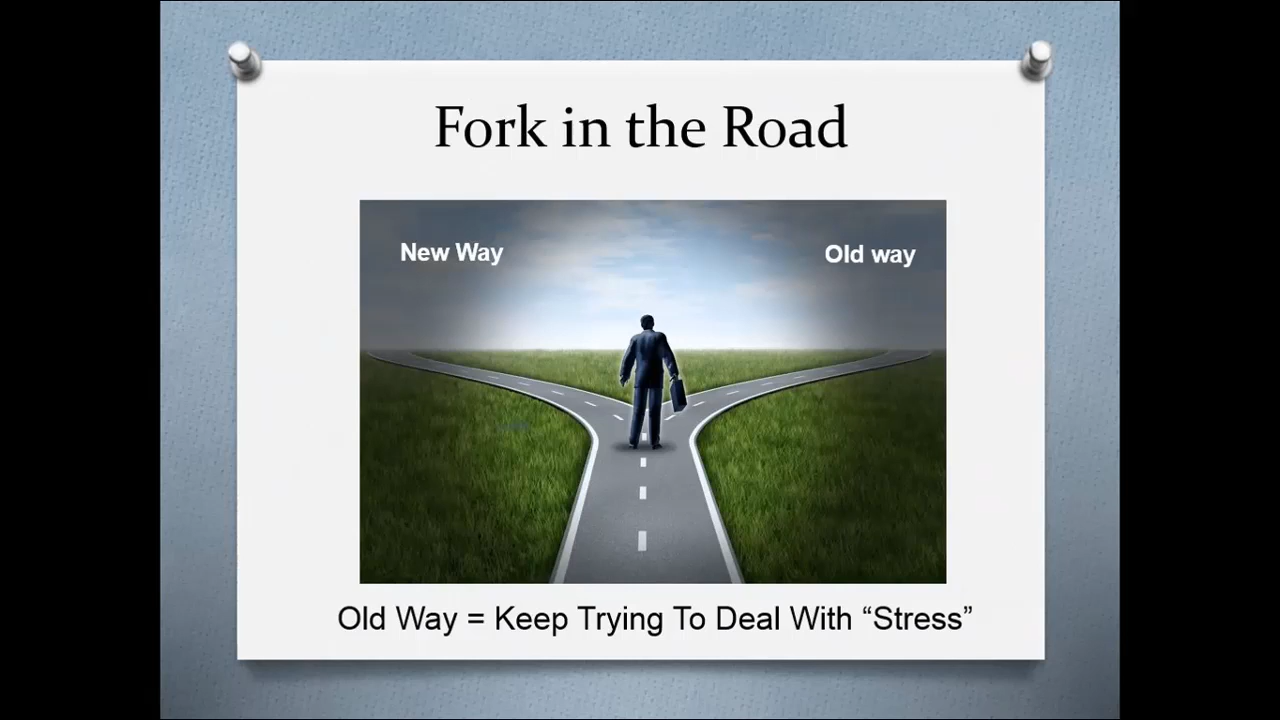 Fork in the Road
New Way
Old way
Old Way = Keep Trying To Deal With “Stress”